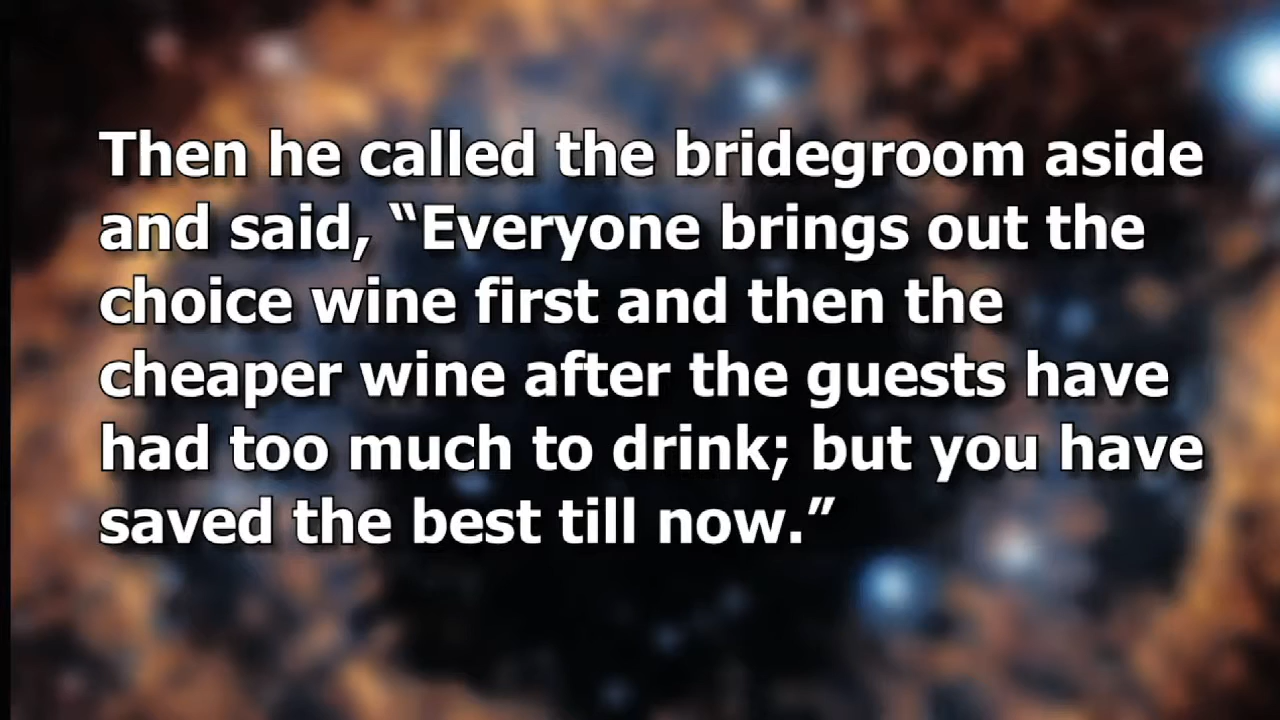 Then he called the bridegroom aside
and said, “Everyone brings out the
choice wine first and then the
cheaper wine after the guests have
had too much to drink; but you have
saved the best till now.”